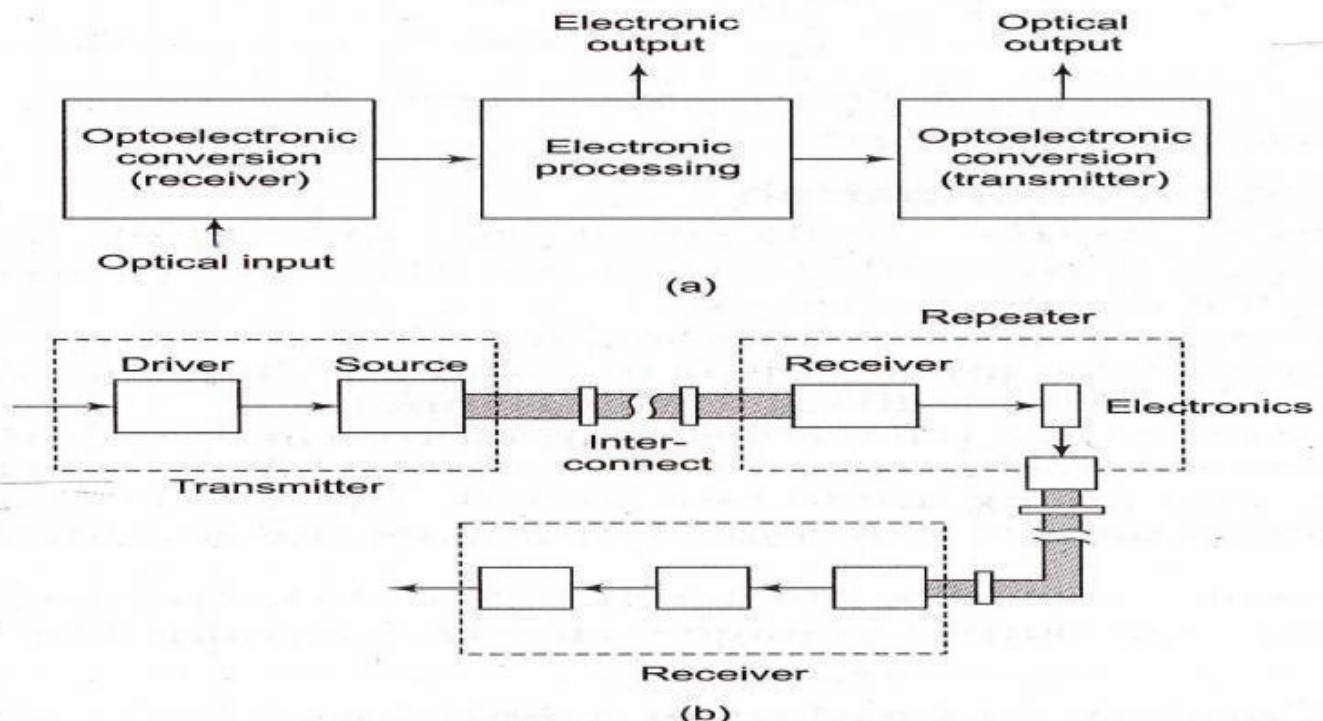 Electronic
output
Optical
output
Optoelectronic
conversion
(receiver)
Electronic
processing
Optoelectronic
conversion
(transmitter)
Optical input
(a)
Repeater
Driver
Source
Receiver
Electronics
Inter-
connect
Transmitter
Receiver
(b)